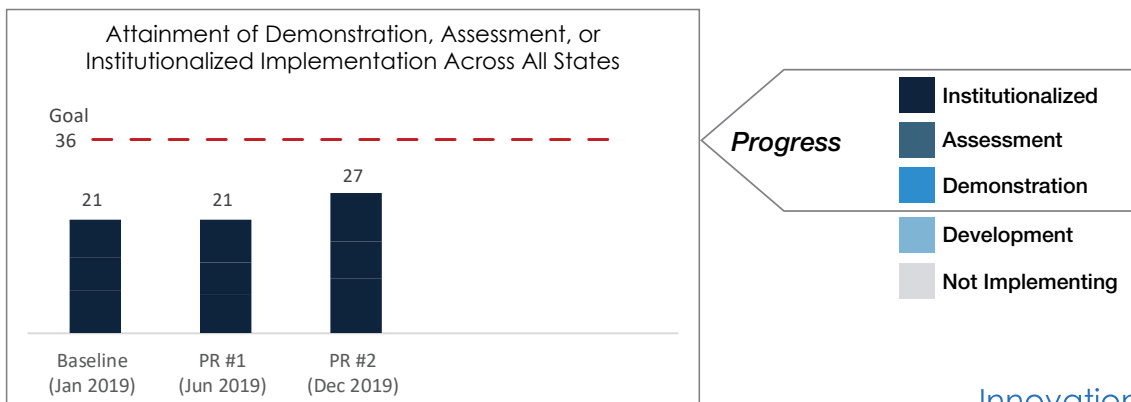 Attainment of Demonstration, Assessment, or
Institutionalized Implementation Across All States
Goal
36
21
21
27
Baseline
(Jan 2019)
PR #1
(Jun 2019)
PR #2
(Dec 2019)
Progress
Institutionalized
Assessment
Demonstration
Development
Not Implementing
Innovation